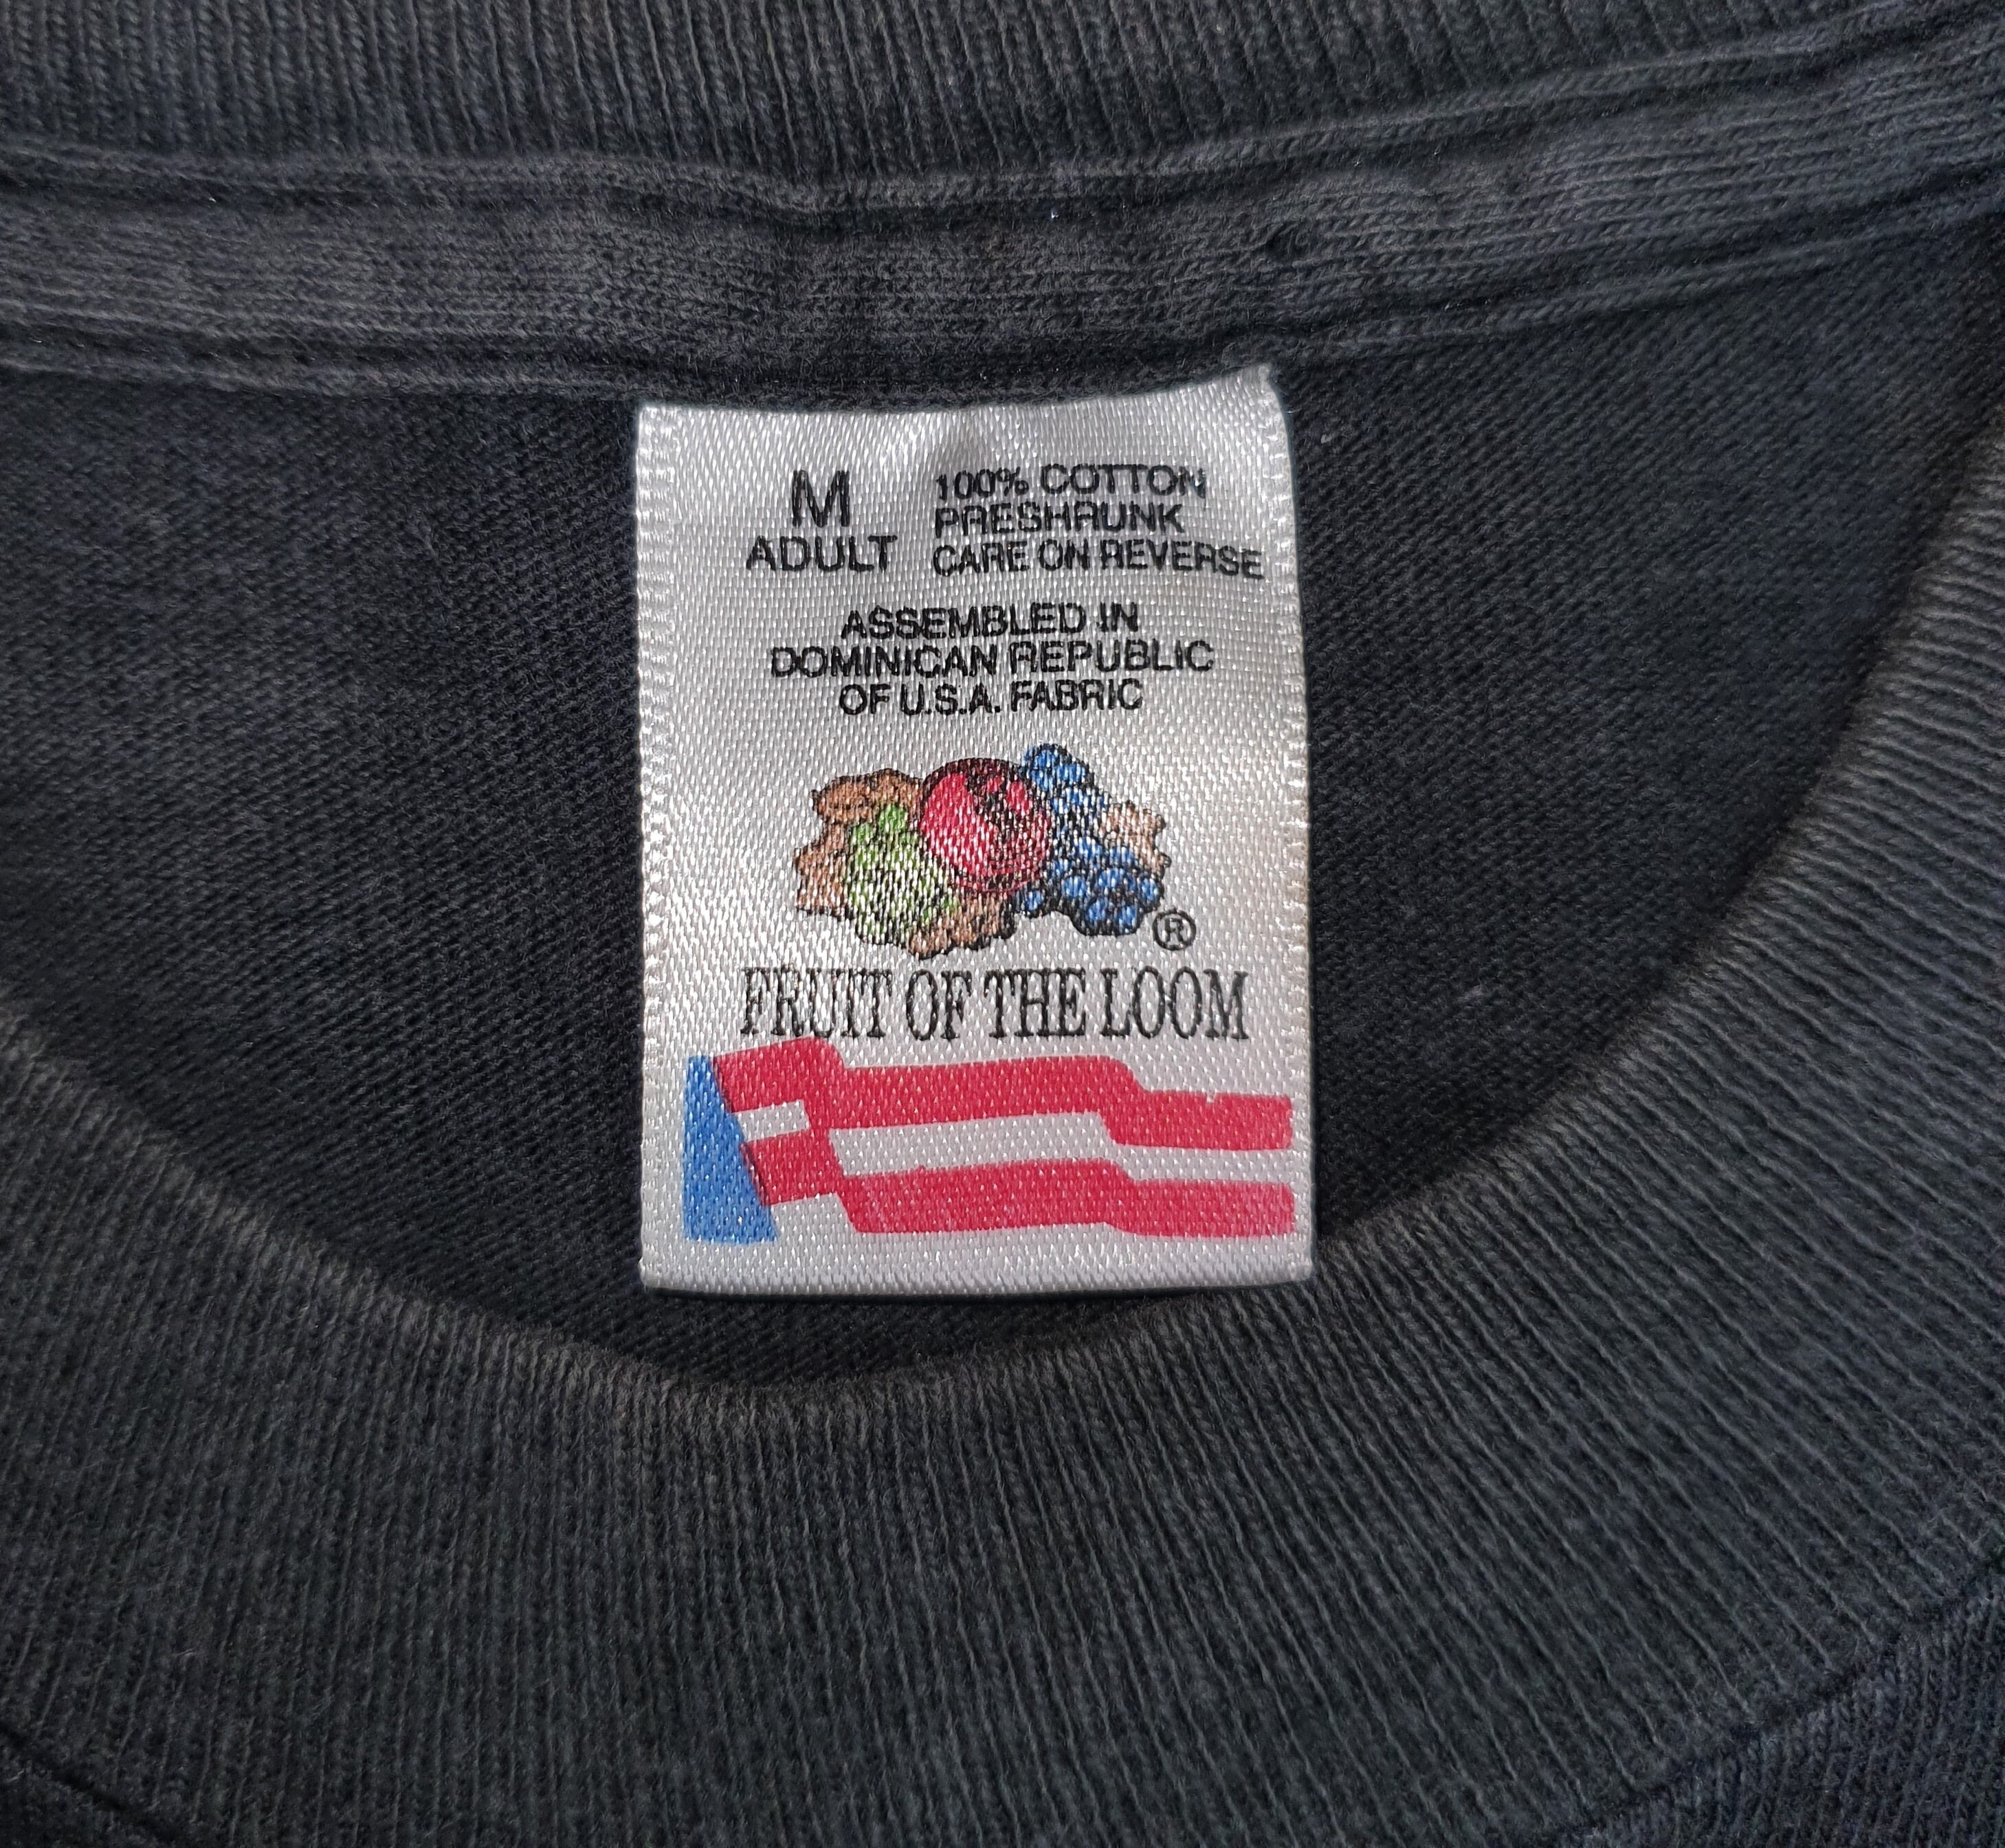 M
ADULT
100% COTTON
PRESHRUNK
CARE ON REVERSE
ASSEMBLED IN
DOMINICAN REPUBLIC
OF U.S.A. FABRIC
®
FRUIT OF THE LOOM